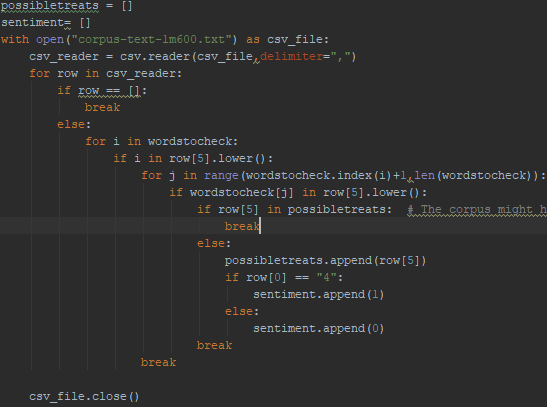 possibletreats = []
sentiment= []
with open("corpus-text-lm600.txt") as csv_file:
    csv_reader = csv.reader(csv_file,delimiter=",")
    for row in csv_reader:
        if row == []:
            break
        else:
            for i in wordstocheck:
                if i in row[5].lower():
                    for j in range(wordstocheck.index(i)+1,len(wordstocheck)):
                        if wordstocheck[j] in row[5].lower():
                            if row[5] in possibletreats:  # The corpus might h
                                break
                            else:
                                possibletreats.append(row[5])
                                if row[0] == "4":
                                    sentiment.append(1)
                                else:
                                    sentiment.append(0)
                            break
                    break
    csv_file.close()